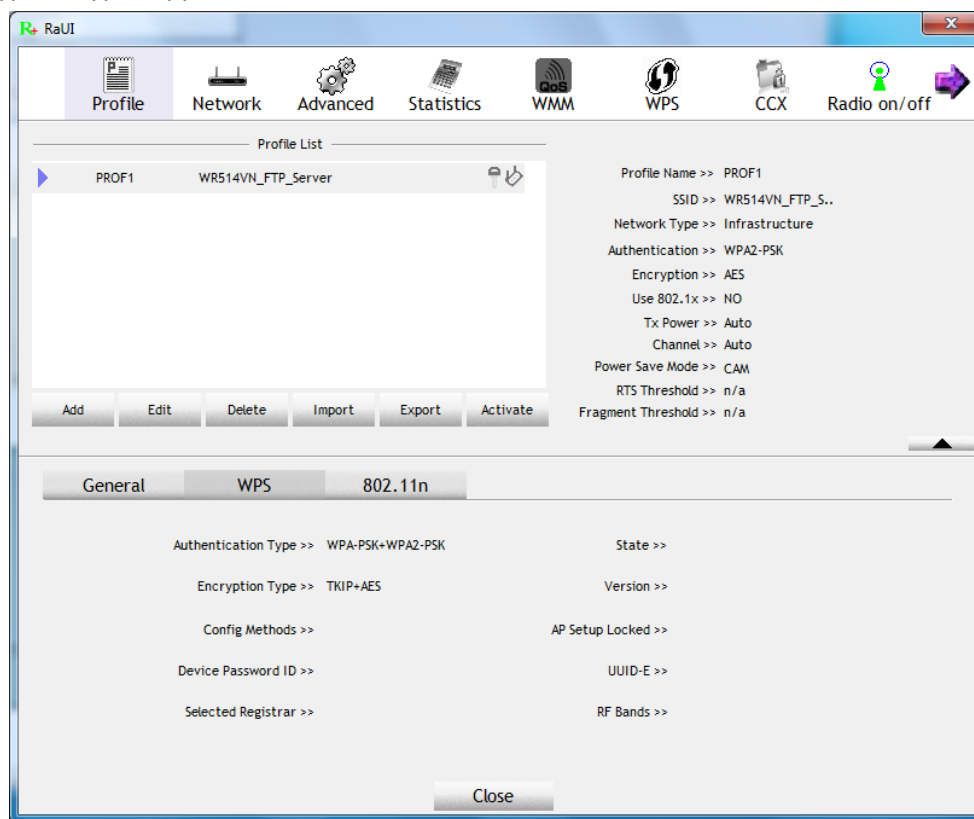 RaUI
Profile Network Advanced Statistics QoS WMM WPS CCX Radio on/off
Profile List
PROF1 WR514VN_FTP_Server
Profile Name >> PROF1
SSID >> WR514VN_FTP_S..
Network Type >> Infrastructure
Authentication >> WPA2-PSK
Encryption >> AES
Use 802.1x >> NO
Tx Power >> Auto
Channel >> Auto
Power Save Mode >> CAM
RTS Threshold >> n/a
Fragment Threshold >> n/a
Add Edit Delete Import Export Activate
General WPS 802.11n
Authentication Type >> WPA-PSK+WPA2-PSK State >>
Encryption Type >> TKIP+AES Version >>
Config Methods >> AP Setup Locked >>
Device Password ID >> UUID-E >>
Selected Registrar >> RF Bands >>
Close